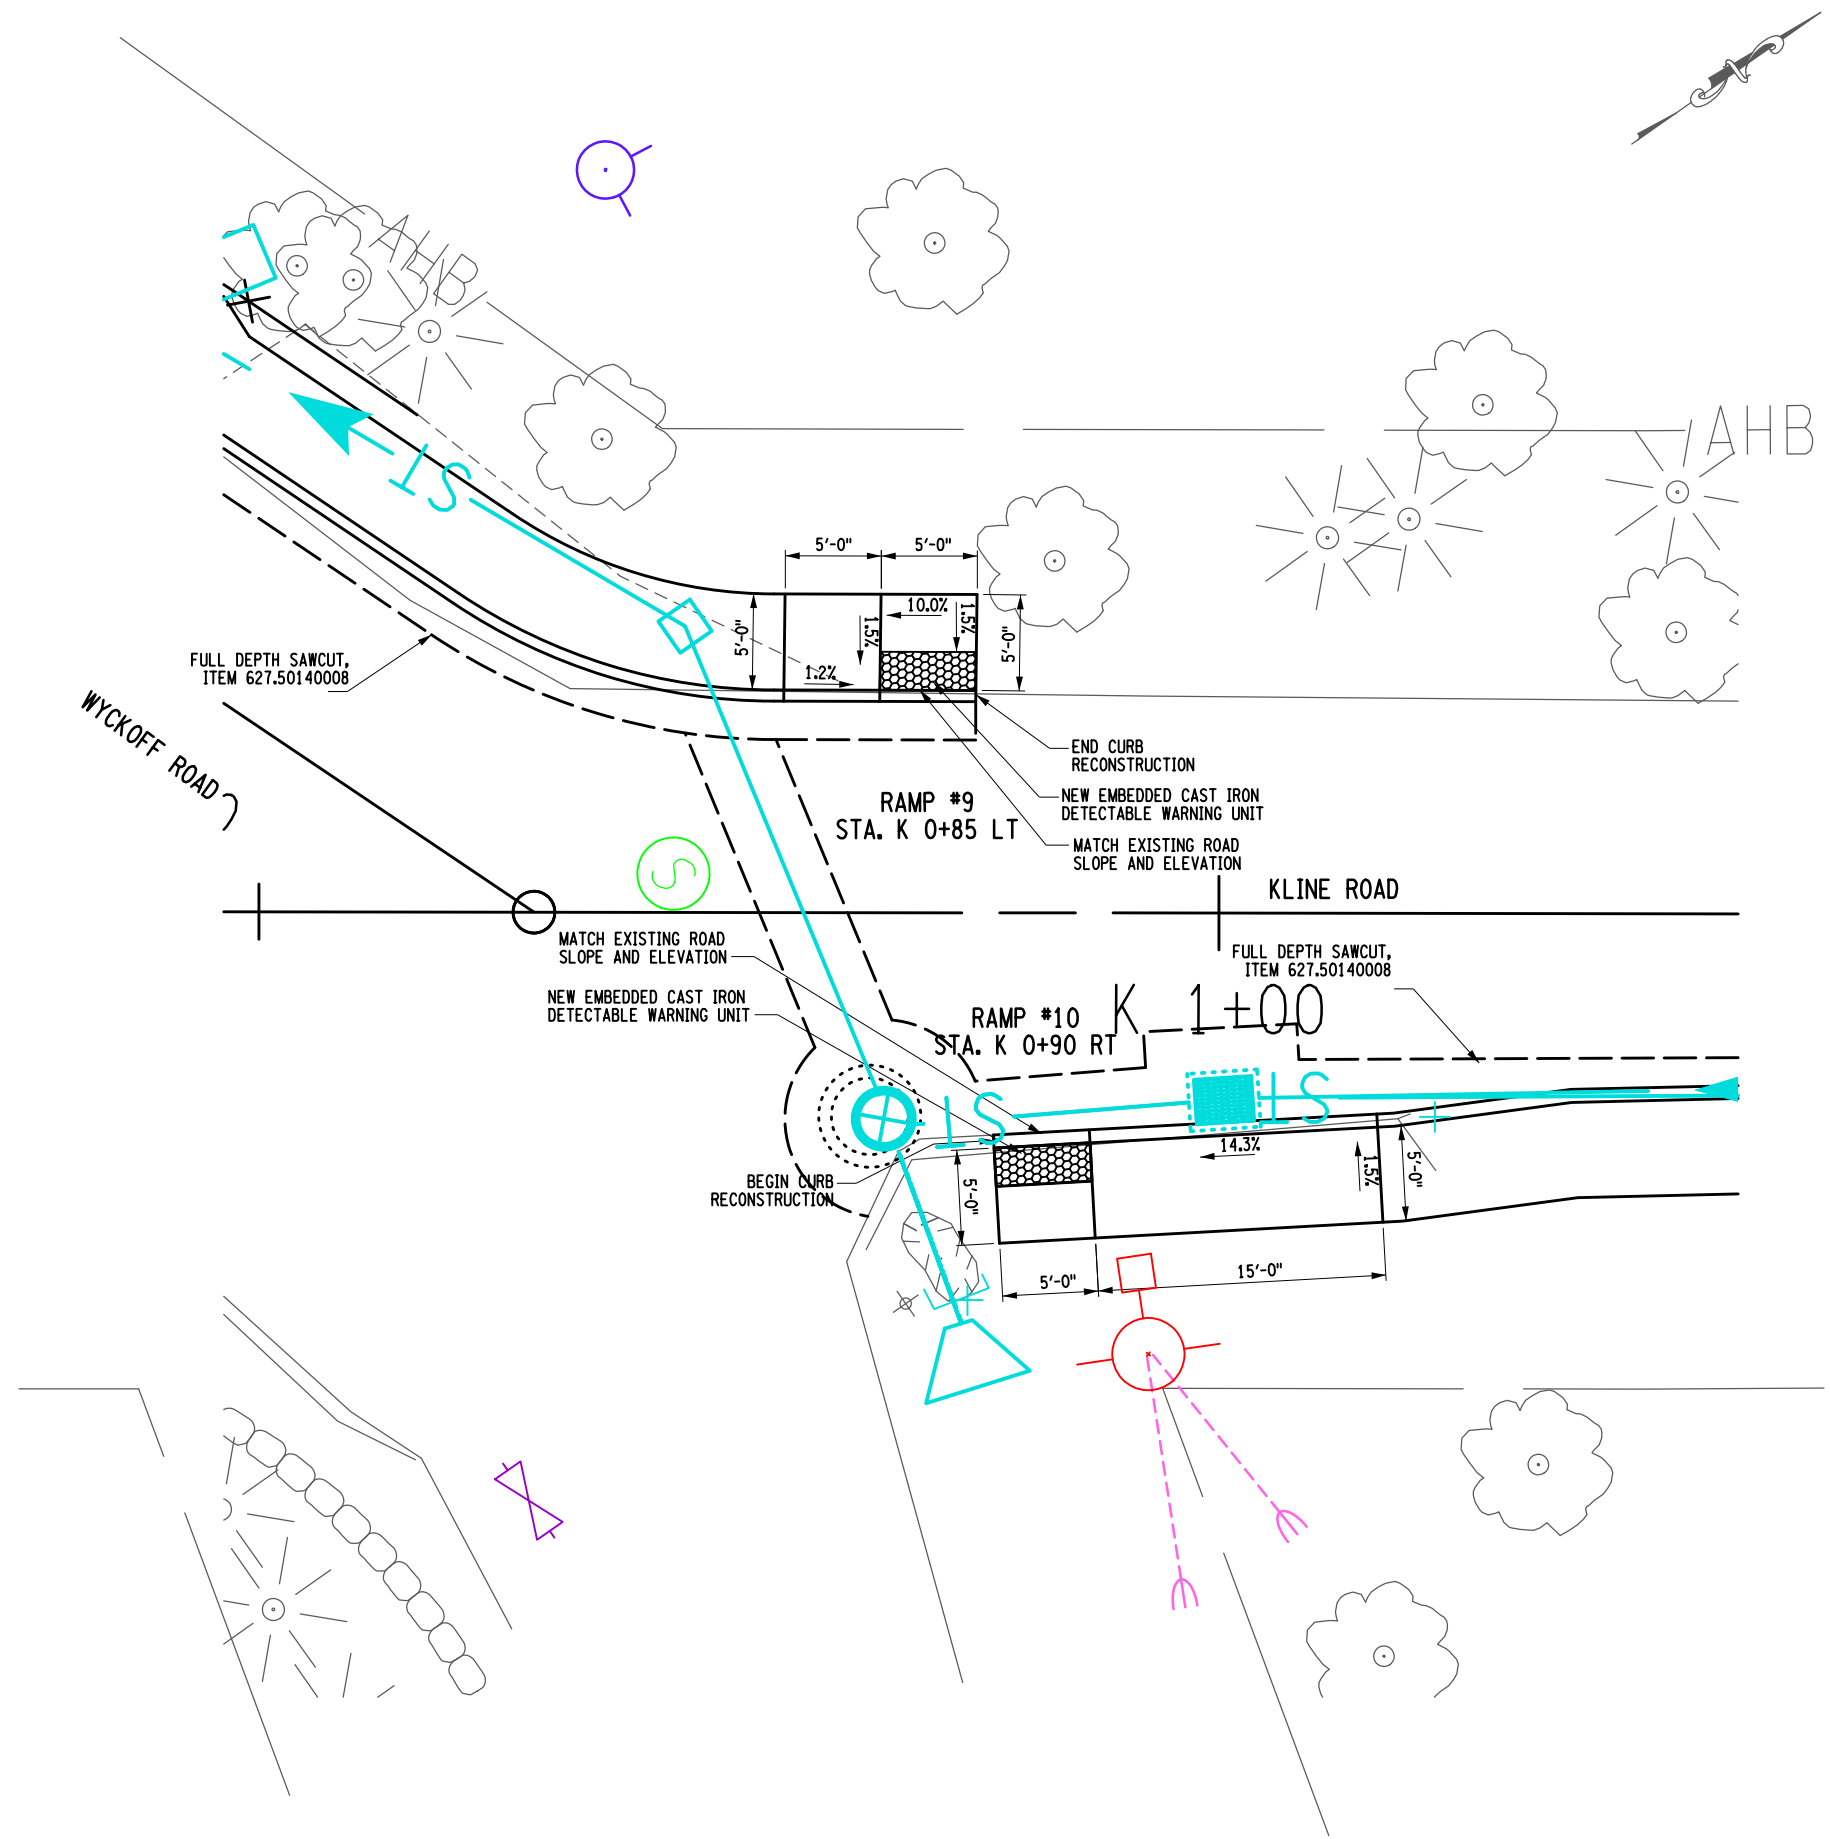 AHB
AHB
ST
5'-0"
5'-0"
10.0%
1.5%
1.5%
5'-0"
5'-0"
1.2%
FULL DEPTH SAWCUT,
ITEM 627.50140008
WYCKOFF ROAD
END CURB
RECONSTRUCTION
NEW EMBEDDED CAST IRON
DETECTABLE WARNING UNIT
RAMP #9
STA. K 0+85 LT
MATCH EXISTING ROAD
SLOPE AND ELEVATION
S
KLINE ROAD
MATCH EXISTING ROAD
SLOPE AND ELEVATION
FULL DEPTH SAWCUT,
ITEM 627.50140008
NEW EMBEDDED CAST IRON
DETECTABLE WARNING UNIT
RAMP #10
STA. K 0+90 RT
K 1+00
ST
ST
14.3%
1.5%
5'-0"
BEGIN CURB
RECONSTRUCTION
5'-0"
5'-0"
15'-0"